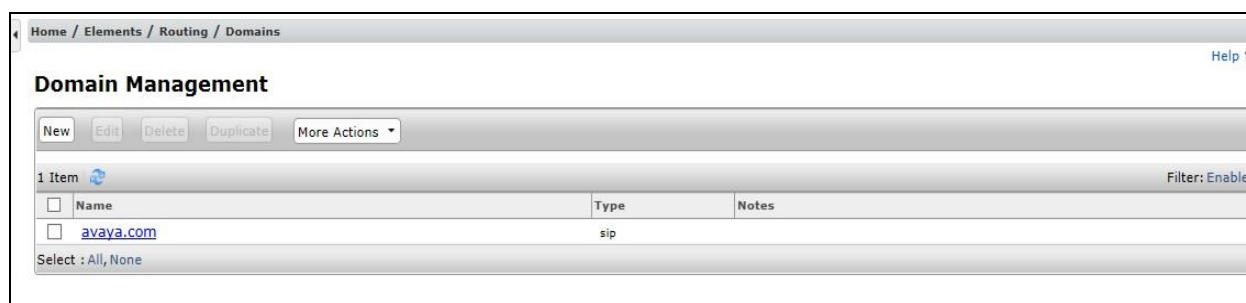 Home / Elements / Routing / Domains
Help
Domain Management
New Edit Delete Duplicate More Actions
1 Item Filter: Enable
Name Type Notes
avaya.com sip
Select : All, None